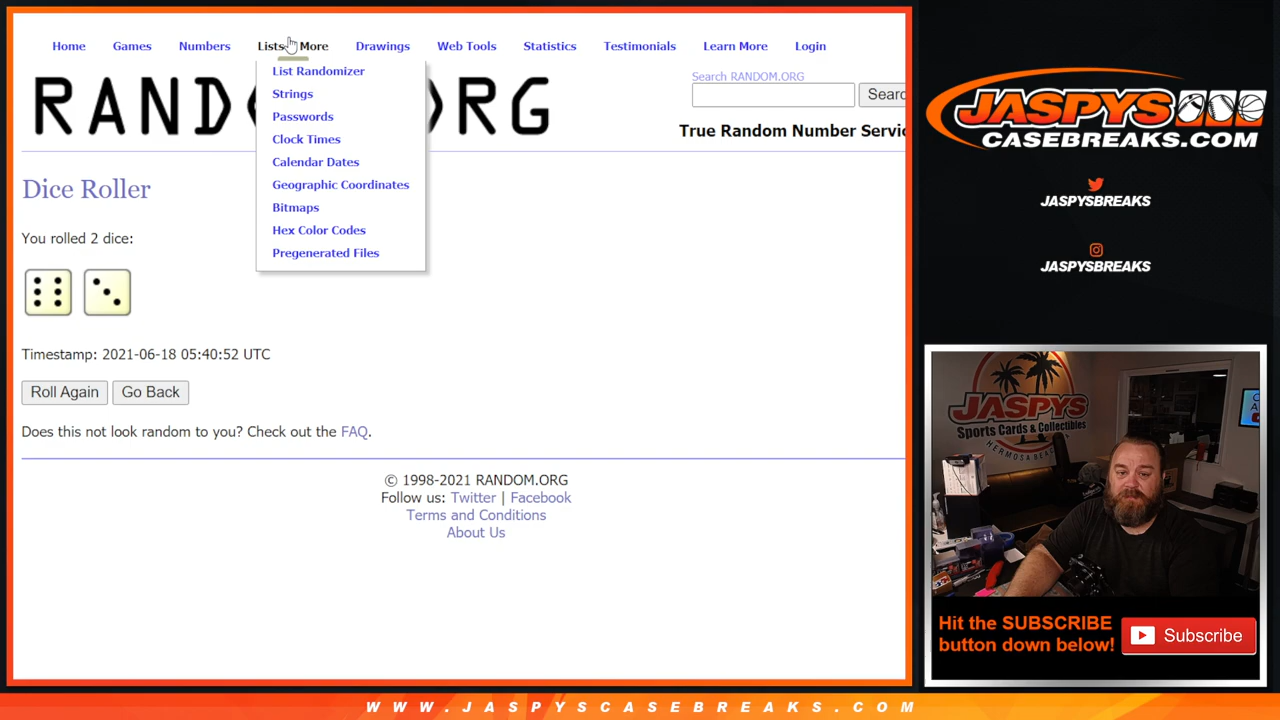 Home Games Numbers Lists More Drawings Web Tools Statistics Testimonials Learn More Login
List Randomizer
Strings
Passwords
Clock Times
Calendar Dates
Geographic Coordinates
Bitmaps
Hex Color Codes
Pregenerated Files
Search RANDOM.ORG
Searc
RAND ORG
True Random Number Servic
Dice Roller
You rolled 2 dice:
Timestamp: 2021-06-18 05:40:52 UTC
Roll Again Go Back
Does this not look random to you? Check out the FAQ.
© 1998-2021 RANDOM.ORG
Follow us: Twitter | Facebook
Terms and Conditions
About Us
JASPYS
CASEBREAKS.COM
JASPYSBREAKS
JASPYSBREAKS
JASPYS
Sports Cards & Collectibles
HERMOSA BEACH
Hit the SUBSCRIBE
button down below!
Subscribe
WWW.JASPYSCASEBREAKS.COM